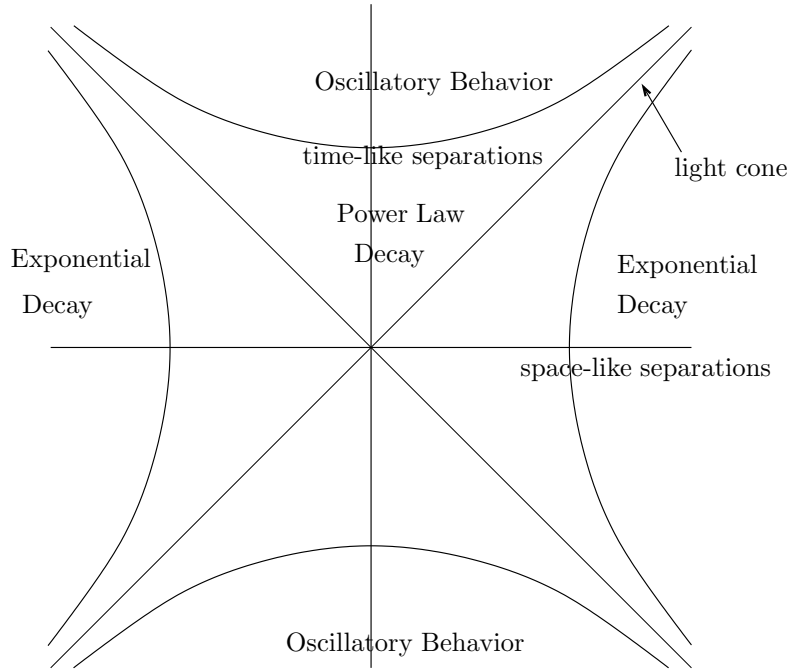 Oscillatory Behavior
time-like separations
light cone
Power Law
Decay
Exponential
Decay
Exponential
Decay
space-like separations
Oscillatory Behavior